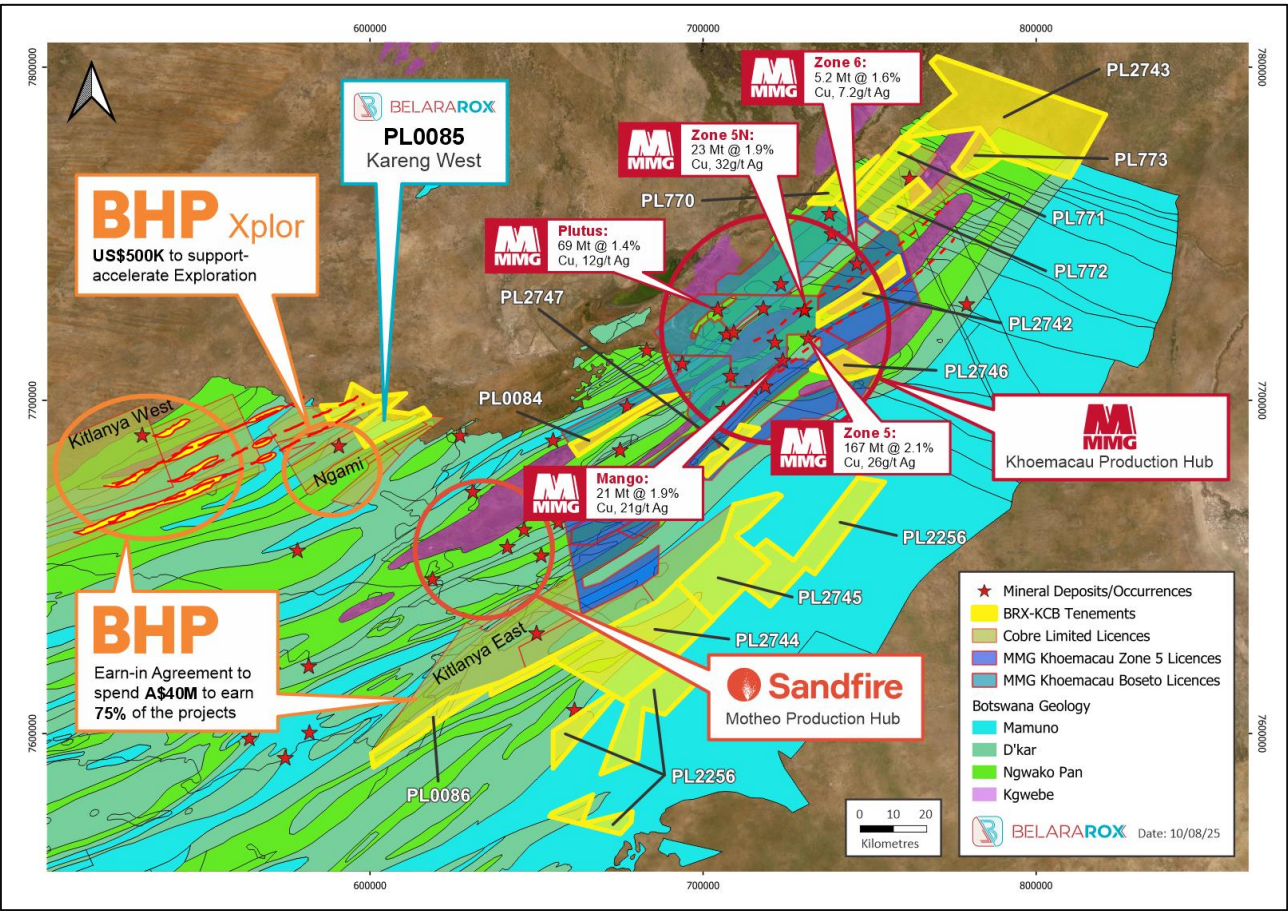 600000
700000
800000
7800000
7800000
7700000
7700000
7600000
7600000
BELARAROX
PL0085
Kareng West
BHP Xplor
US$500K to support-
accelerate Exploration
MMG
Zone 6:
5.2 Mt @ 1.6%
Cu, 7.2g/t Ag
MMG
Zone 5N:
23 Mt @ 1.9%
Cu, 32g/t Ag
MMG
Plutus:
69 Mt @ 1.4%
Cu, 12g/t Ag
PL2743
PL773
PL770
PL771
PL772
PL2742
PL2747
PL2746
PL0084
Kitlanya West
Ngami
MMG
Zone 5:
167 Mt @ 2.1%
Cu, 26g/t Ag
MMG
Khoemacau Production Hub
MMG
Mango:
21 Mt @ 1.9%
Cu, 21g/t Ag
PL2256
PL2745
PL2744
Kitlanya East
BHP
Earn-in Agreement to
spend A$40M to earn
75% of the projects
Sandfire
Motheo Production Hub
PL0086
PL2256
0 10 20
Kilometres
Mineral Deposits/Occurrences
BRX-KCB Tenements
Cobre Limited Licences
MMG Khoemacau Zone 5 Licences
MMG Khoemacau Boseto Licences
Botswana Geology
Mamuno
D'kar
Ngwako Pan
Kgwebe
BELARAROX Date: 10/08/25
600000
700000
800000